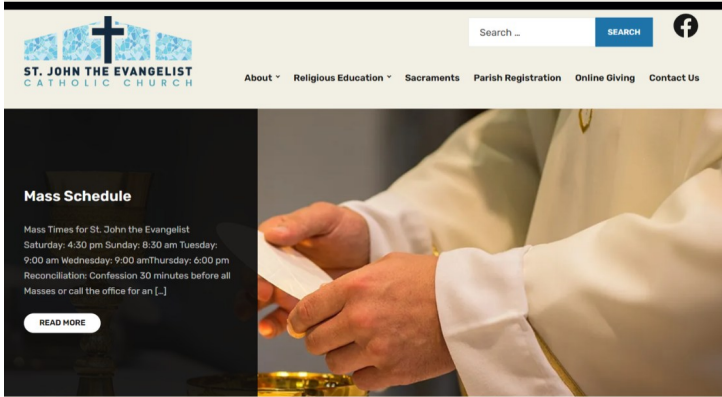 ST. JOHN THE EVANGELIST
CATHOLIC CHURCH
Search ...
SEARCH
About
Religious Education
Sacraments
Parish Registration
Online Giving
Contact Us
Mass Schedule
Mass Times for St. John the Evangelist
Saturday: 4:30 pm Sunday: 8:30 am Tuesday:
9:00 am Wednesday: 9:00 amThursday: 6:00 pm
Reconciliation: Confession 30 minutes before all
Masses or call the office for an […]
READ MORE